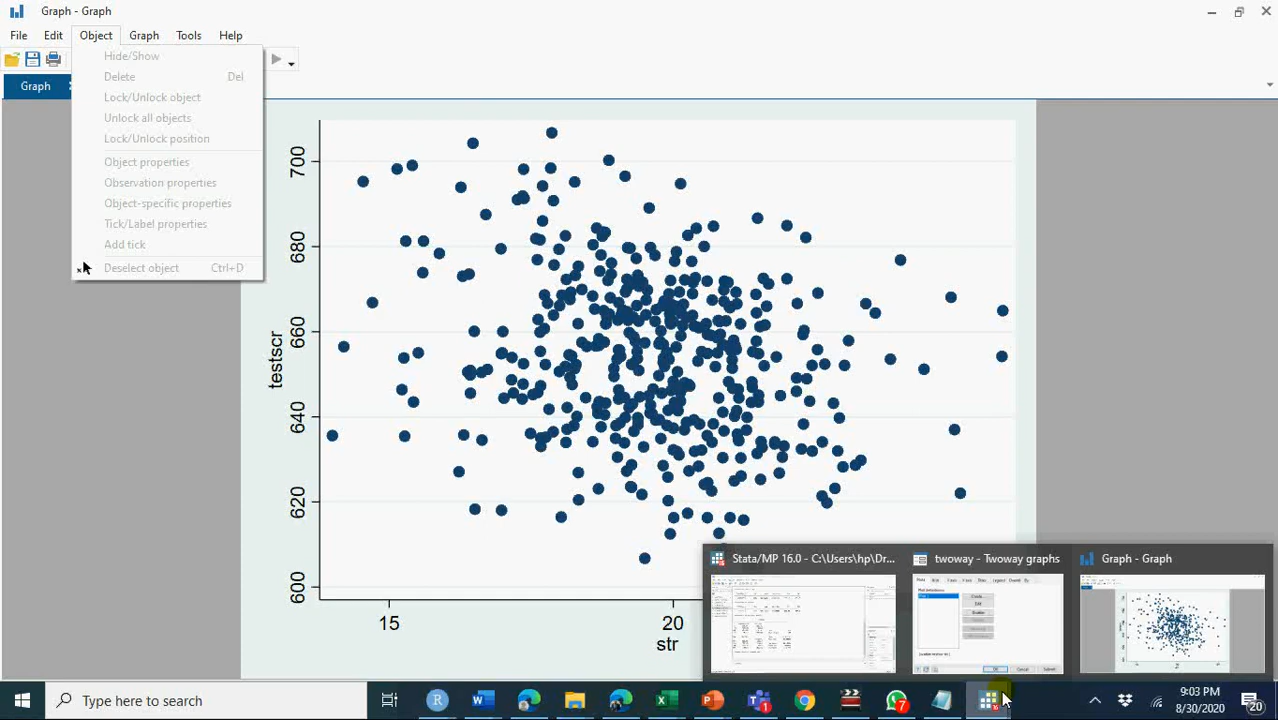 Graph - Graph
File Edit Object Graph Tools Help
Hide/Show
Delete Del
Lock/Unlock object
Unlock all objects
Lock/Unlock position
Object properties
Observation properties
Object-specific properties
Tick/Label properties
Add tick
Deselect object Ctrl+D
Graph
700
680
660
640
620
600
testscr
15 20
str
Stata/MP 16.0 - C:\Users\hp\Dr... twoway - Twoway graphs Graph - Graph
Type here to search
9:03 PM
8/30/2020
1
7
20